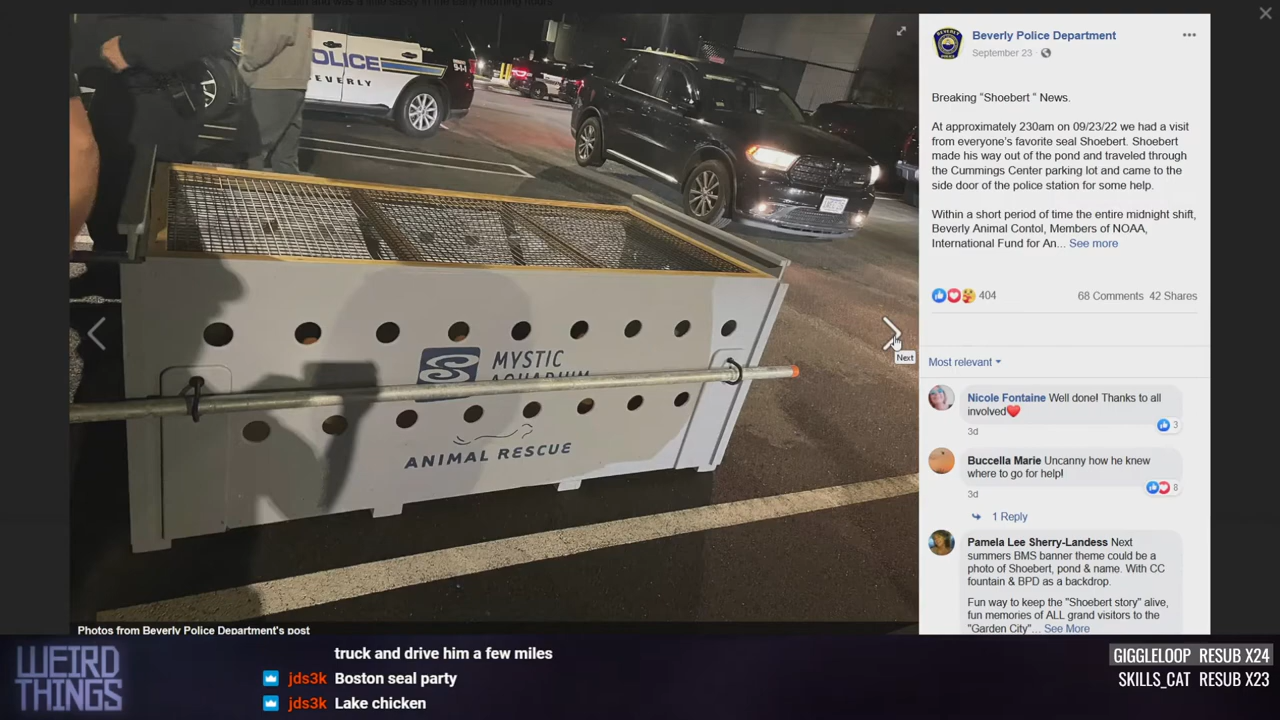 POLICE
BEVERLY
911
MYSTIC
AQUARIUM
ANIMAL RESCUE
Photos from Beverly Police Department's post
Beverly Police Department
September 23
Breaking “Shoebert “ News.
At approximately 230am on 09/23/22 we had a visit
from everyone’s favorite seal Shoebert. Shoebert
made his way out of the pond and traveled through
the Cummings Center parking lot and came to the
side door of the police station for some help.
Within a short period of time the entire midnight shift,
Beverly Animal Contol, Members of NOAA,
International Fund for An... See more
404
68 Comments 42 Shares
Next
Most relevant
Nicole Fontaine Well done! Thanks to all
involved❤
3d
3
Buccella Marie Uncanny how he knew
where to go for help!
3d
8
1 Reply
Pamela Lee Sherry-Landess Next
summers BMS banner theme could be a
photo of Shoebert, pond & name. With CC
fountain & BPD as a backdrop.
Fun way to keep the "Shoebert story" alive,
fun memories of ALL grand visitors to the
"Garden City"... See More
WEIRD
THINGS
truck and drive him a few miles
jds3k Boston seal party
jds3k Lake chicken
GIGGLELOOP RESUB X24
SKILLS_CAT RESUB X23